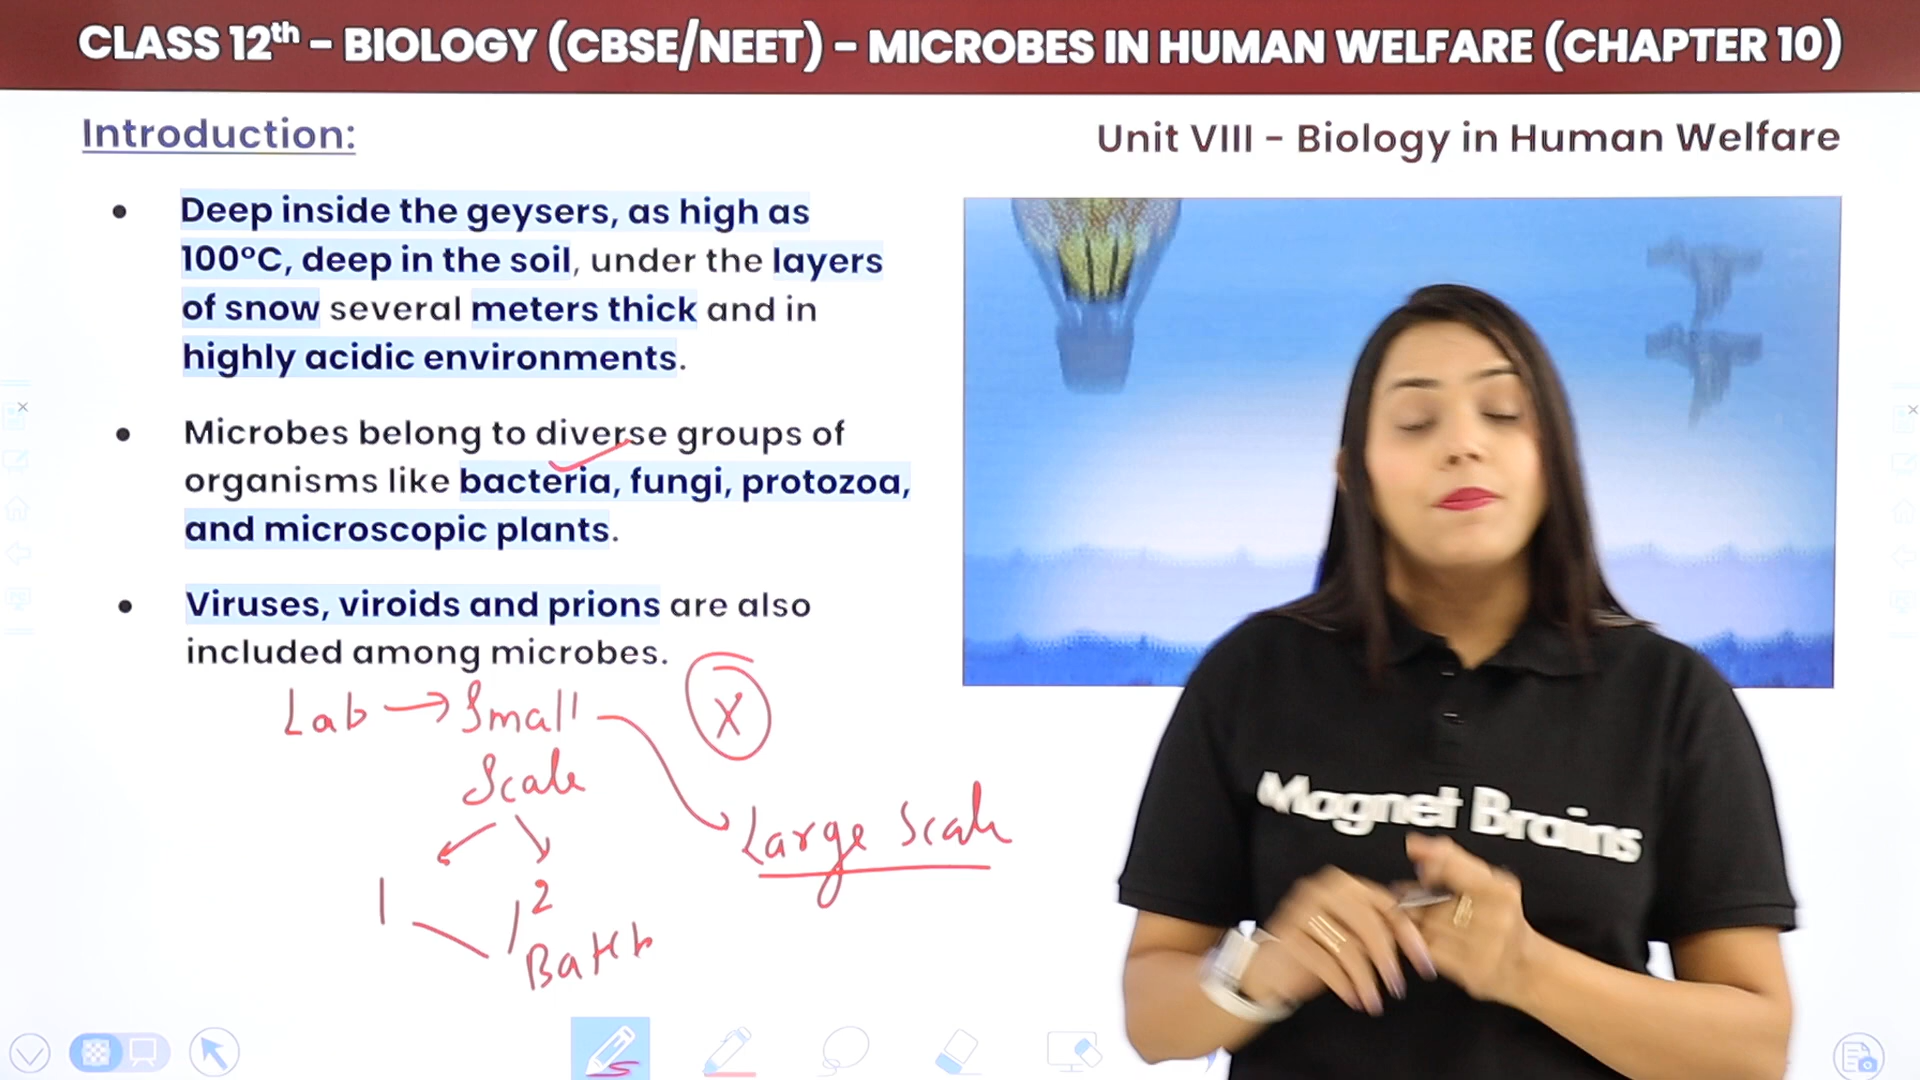 CLASS 12th – BIOLOGY (CBSE/NEET) – MICROBES IN HUMAN WELFARE (CHAPTER 10)
Introduction:
Unit VIII – Biology in Human Welfare
• Deep inside the geysers, as high as
100°C, deep in the soil, under the layers
of snow several meters thick and in
highly acidic environments.
• Microbes belong to diverse groups of
organisms like bacteria, fungi, protozoa,
and microscopic plants.
• Viruses, viroids and prions are also
included among microbes.
Lab → Small
Scale
X
Large Scale
1
2
Batch
Magnet Brains